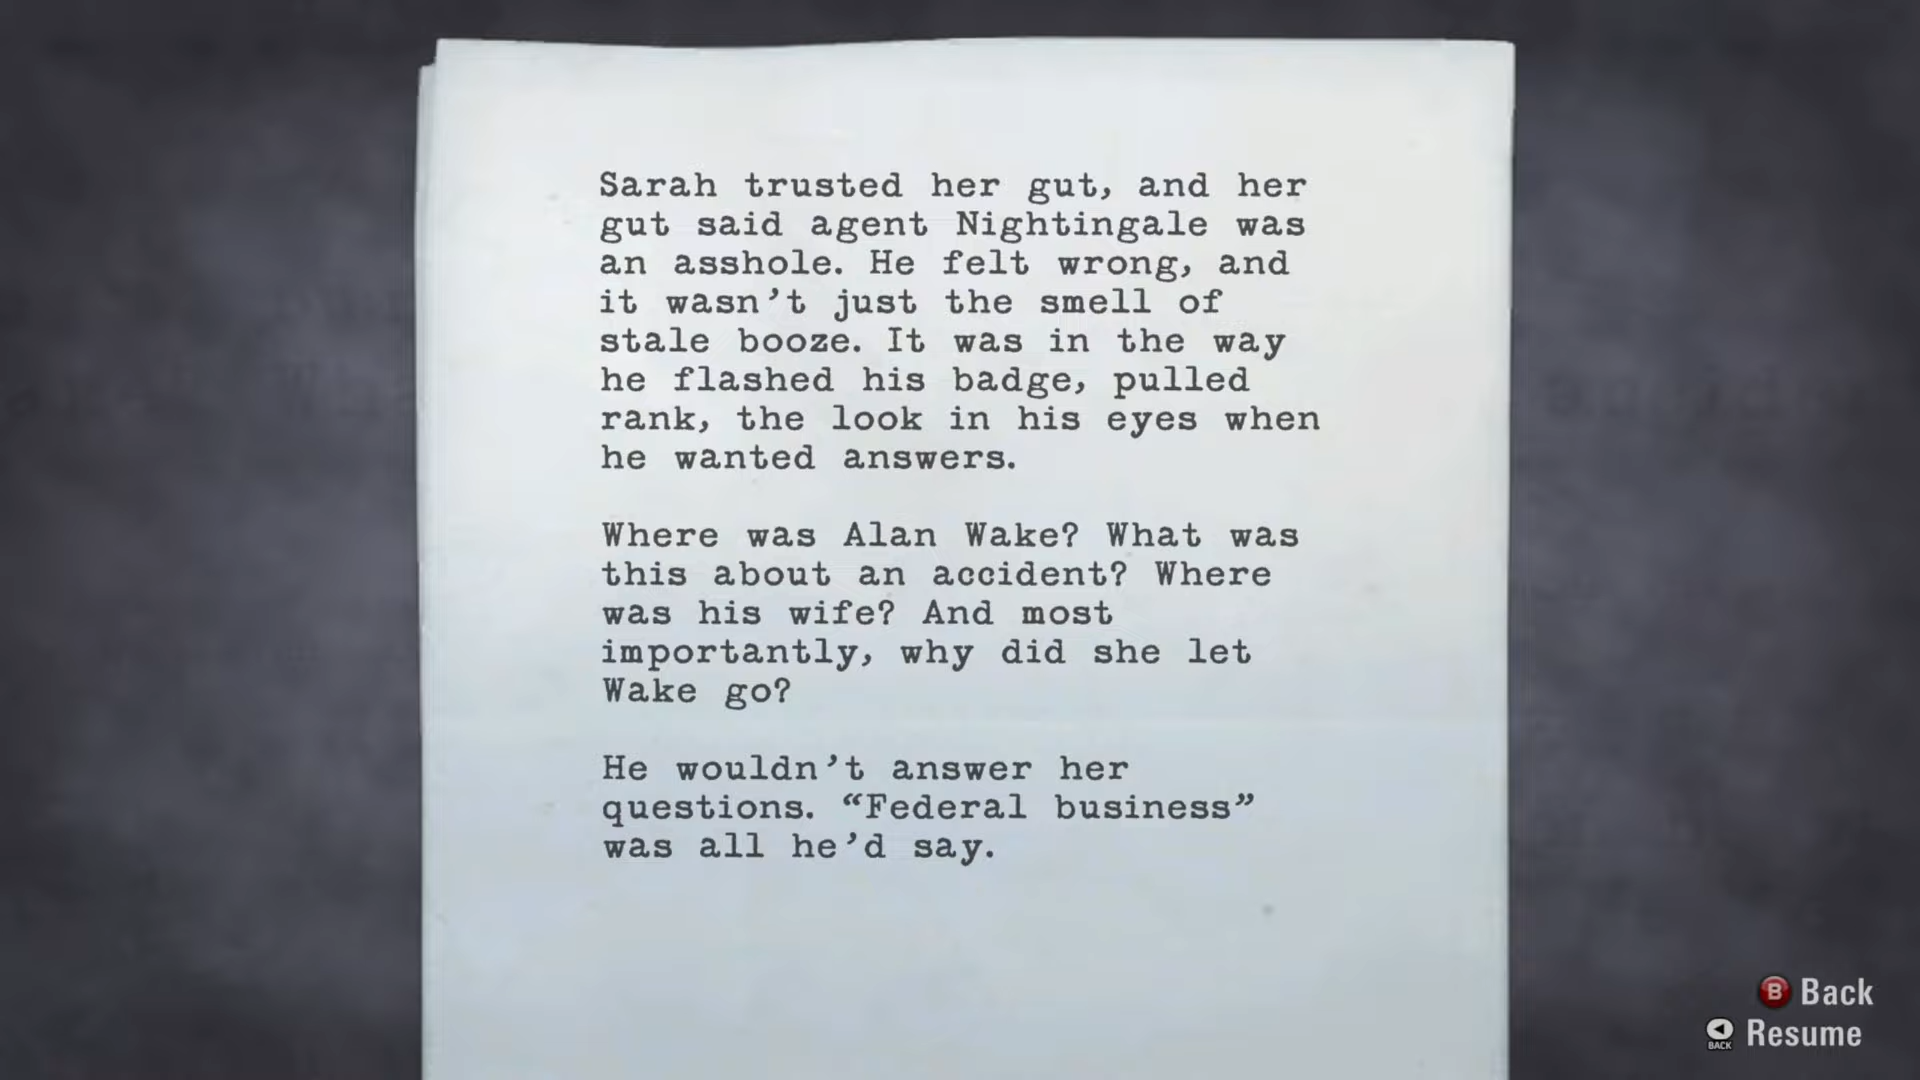 Sarah trusted her gut, and her
gut said agent Nightingale was
an asshole. He felt wrong, and
it wasn’t just the smell of
stale booze. It was in the way
he flashed his badge, pulled
rank, the look in his eyes when
he wanted answers.
Where was Alan Wake? What was
this about an accident? Where
was his wife? And most
importantly, why did she let
Wake go?
He wouldn’t answer her
questions. “Federal business”
was all he’d say.
B Back
BACK Resume